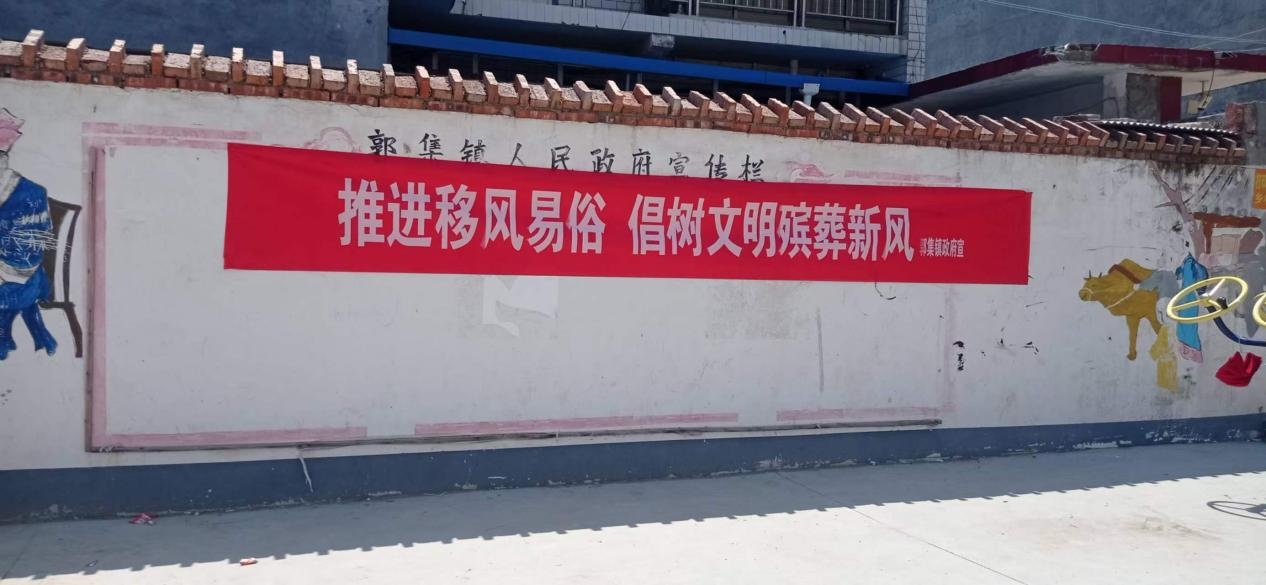 郭集镇人民政府宣传栏
推进移风易俗 倡树文明殡葬新风 郭集镇政府宣